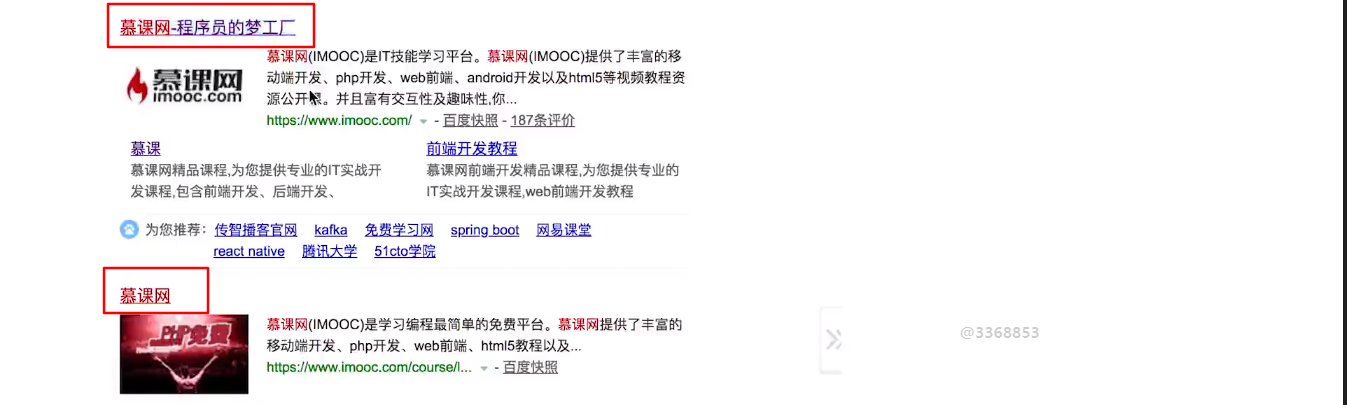 慕课网-程序员的梦工厂
慕课网
imooc.com
慕课网(IMOOC)是IT技能学习平台。慕课网(IMOOC)提供了丰富的移
动端开发、php开发、web前端、android开发以及html5等视频教程资
源公开课。并且富有交互性及趣味性,你...
https://www.imooc.com/ - 百度快照 - 187条评价
慕课
慕课网精品课程,为您提供专业的IT实战开
发课程,包含前端开发、后端开发、
前端开发教程
慕课网前端开发精品课程,为您提供专业的
IT实战开发课程,web前端开发教程
为您推荐: 传智播客官网 kafka 免费学习网 spring boot 网易课堂
react native 腾讯大学 51cto学院
慕课网
PHP免费
慕课网(IMOOC)是学习编程最简单的免费平台。慕课网提供了丰富的
移动端开发、php开发、web前端、html5教程以及...
https://www.imooc.com/course/l... - 百度快照
@3368853